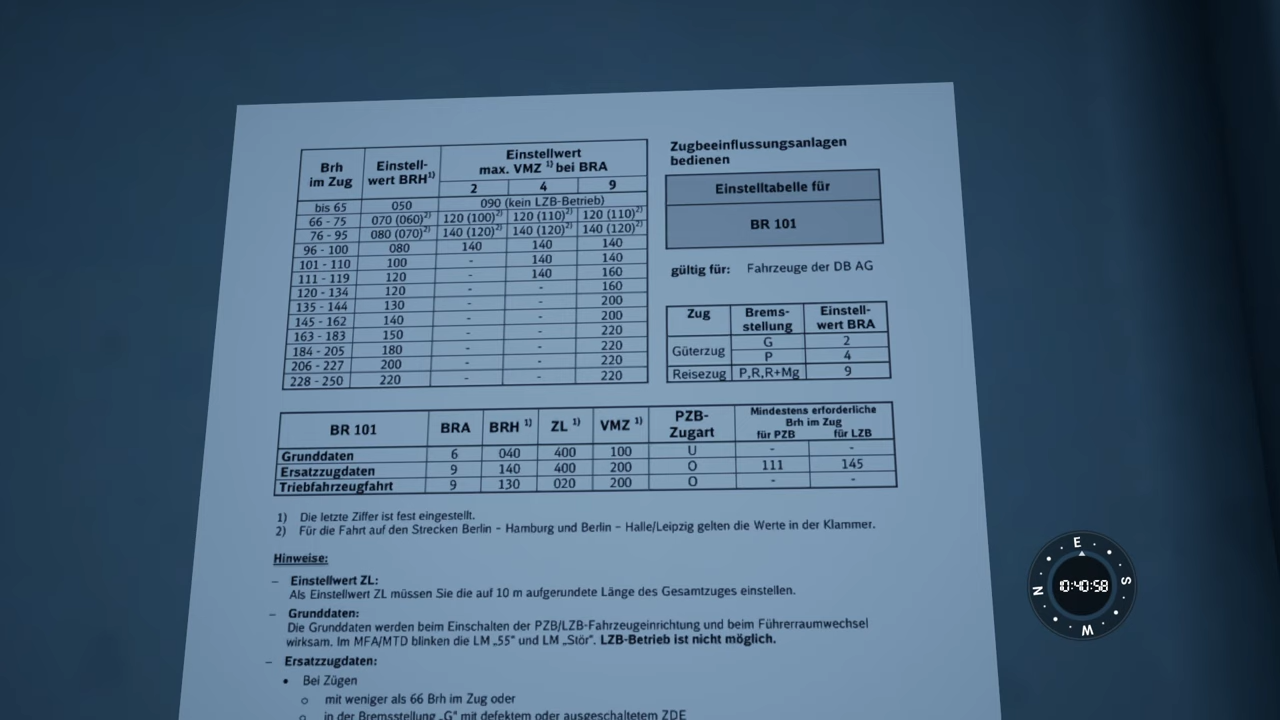 Brh im Zug | Einstell-wert BRH 1) | Einstellwert max. VMZ 1) bei BRA
2 | 4 | 9
bis 65 | 050 | 090 (kein LZB-Betrieb)
66 - 75 | 070 (060)2) | 120 (100)2) | 120 (110)2) | 120 (110)2)
76 - 95 | 080 (070)2) | 140 (120)2) | 140 (120)2) | 140 (120)2)
96 - 100 | 080 | 140 | 140 | 140
101 - 110 | 100 | - | 140 | 140
111 - 119 | 120 | - | 140 | 160
120 - 134 | 120 | - | - | 160
135 - 144 | 130 | - | - | 200
145 - 162 | 140 | - | - | 200
163 - 183 | 150 | - | - | 220
184 - 205 | 180 | - | - | 220
206 - 227 | 200 | - | - | 220
228 - 250 | 220 | - | - | 220
Zugbeeinflussungsanlagen
bedienen
Einstelltabelle für
BR 101
gültig für: Fahrzeuge der DB AG
Zug | Brems-stellung | Einstell-wert BRA
Güterzug | G | 2
P | 4
Reisezug | P,R,R+Mg | 9
BR 101 | BRA | BRH 1) | ZL 1) | VMZ 1) | PZB-Zugart | Mindestens erforderliche Brh im Zug
für PZB | für LZB
Grunddaten | 6 | 040 | 400 | 100 | U | - | -
Ersatzzugdaten | 9 | 140 | 400 | 200 | O | 111 | 145
Triebfahrzeugfahrt | 9 | 130 | 020 | 200 | O | - | -
1) Die letzte Ziffer ist fest eingestellt.
2) Für die Fahrt auf den Strecken Berlin - Hamburg und Berlin - Halle/Leipzig gelten die Werte in der Klammer.
Hinweise:
– Einstellwert ZL:
Als Einstellwert ZL müssen Sie die auf 10 m aufgerundete Länge des Gesamtzuges einstellen.
– Grunddaten:
Die Grunddaten werden beim Einschalten der PZB/LZB-Fahrzeugeinrichtung und beim Führerraumwechsel
wirksam. Im MFA/MTD blinken die LM „55" und LM „Stör". LZB-Betrieb ist nicht möglich.
– Ersatzzugdaten:
• Bei Zügen
o mit weniger als 66 Brh im Zug oder
o in der Bremsstellung „G" mit defektem oder ausgeschaltetem ZDE
E
N
S
W
10:40:58